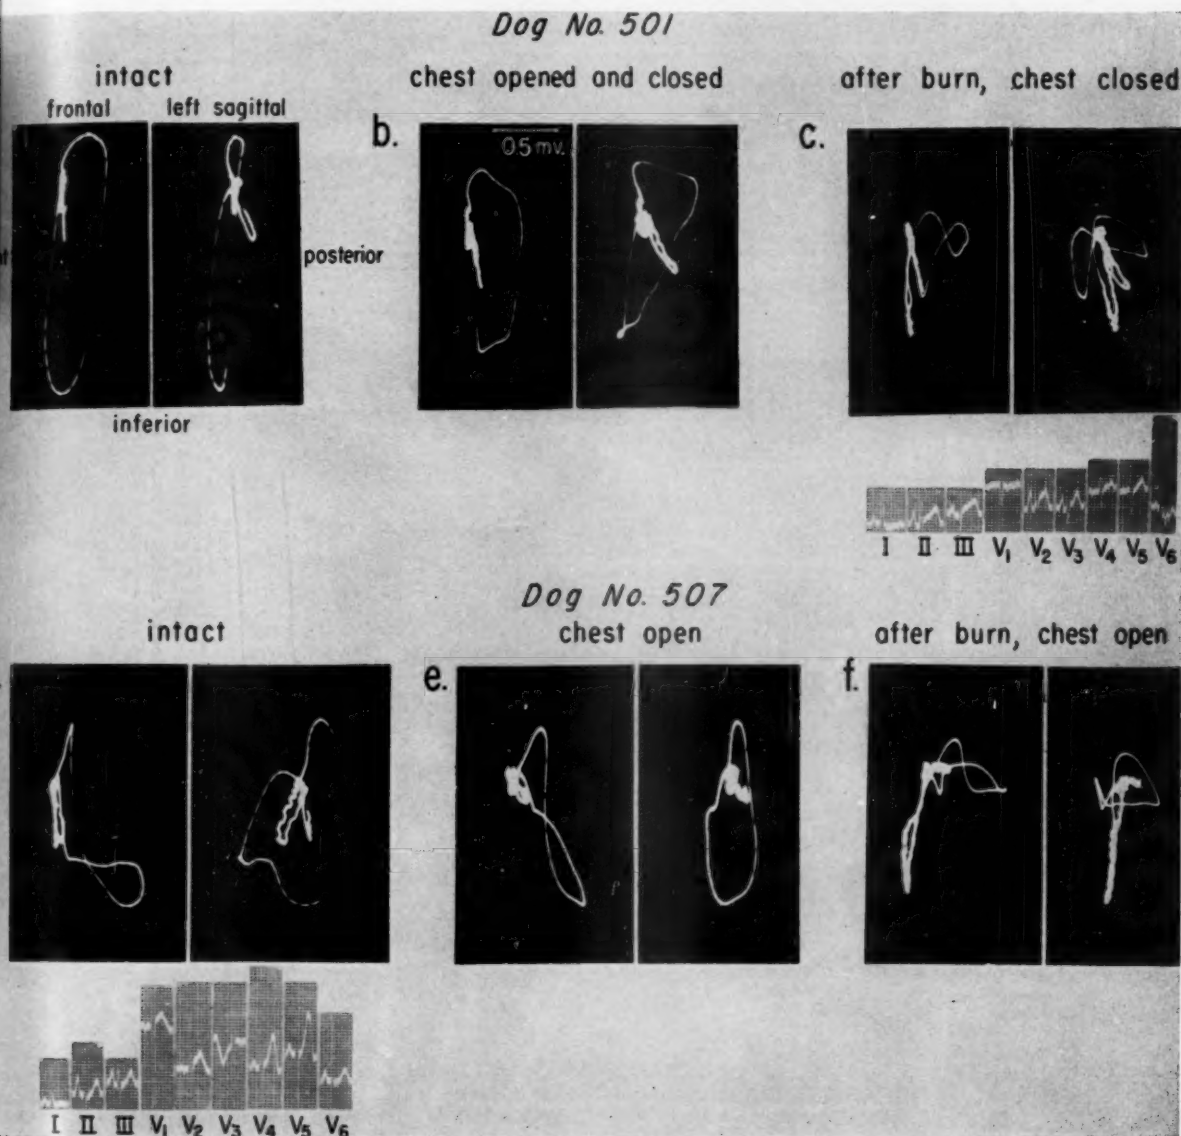 Dog No. 501
intact
chest opened and closed
after burn, chest closed
frontal
left sagittal
b.
0.5 mv.
c.
posterior
inferior
I II III V₁ V₂ V₃ V₄ V₅ V₆
Dog No. 507
intact
chest open
after burn, chest open
e.
f.
I II III V₁ V₂ V₃ V₄ V₅ V₆